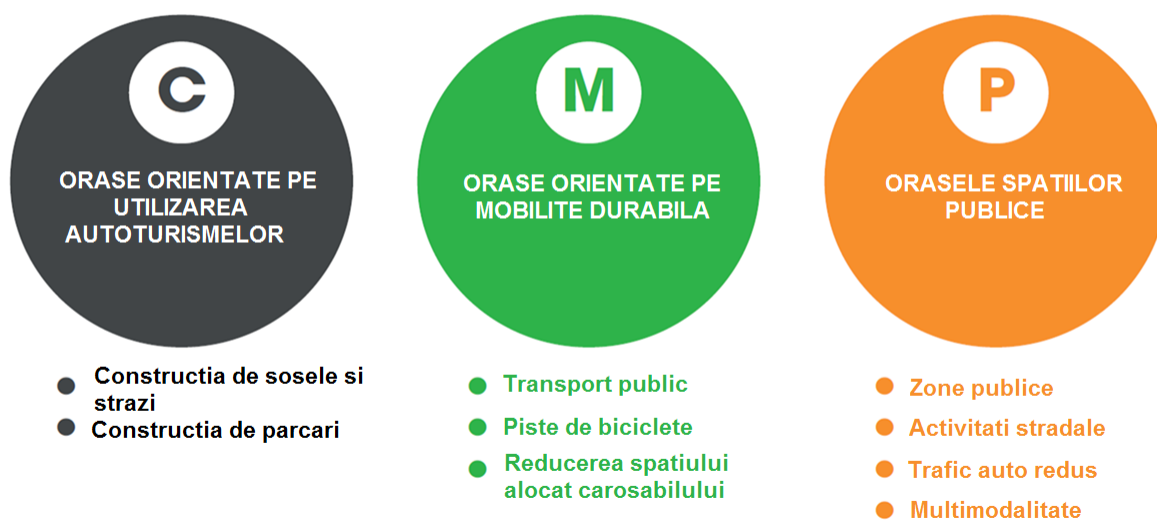 C
ORASE ORIENTATE PE
UTILIZAREA
AUTOTURISMELOR
Constructia de sosele si
strazi
Constructia de parcari
M
ORASE ORIENTATE PE
MOBILITE DURABILA
Transport public
Piste de biciclete
Reducerea spatiului
alocat carosabilului
P
ORASELE SPATIILOR
PUBLICE
Zone publice
Activitati stradale
Trafic auto redus
Multimodalitate